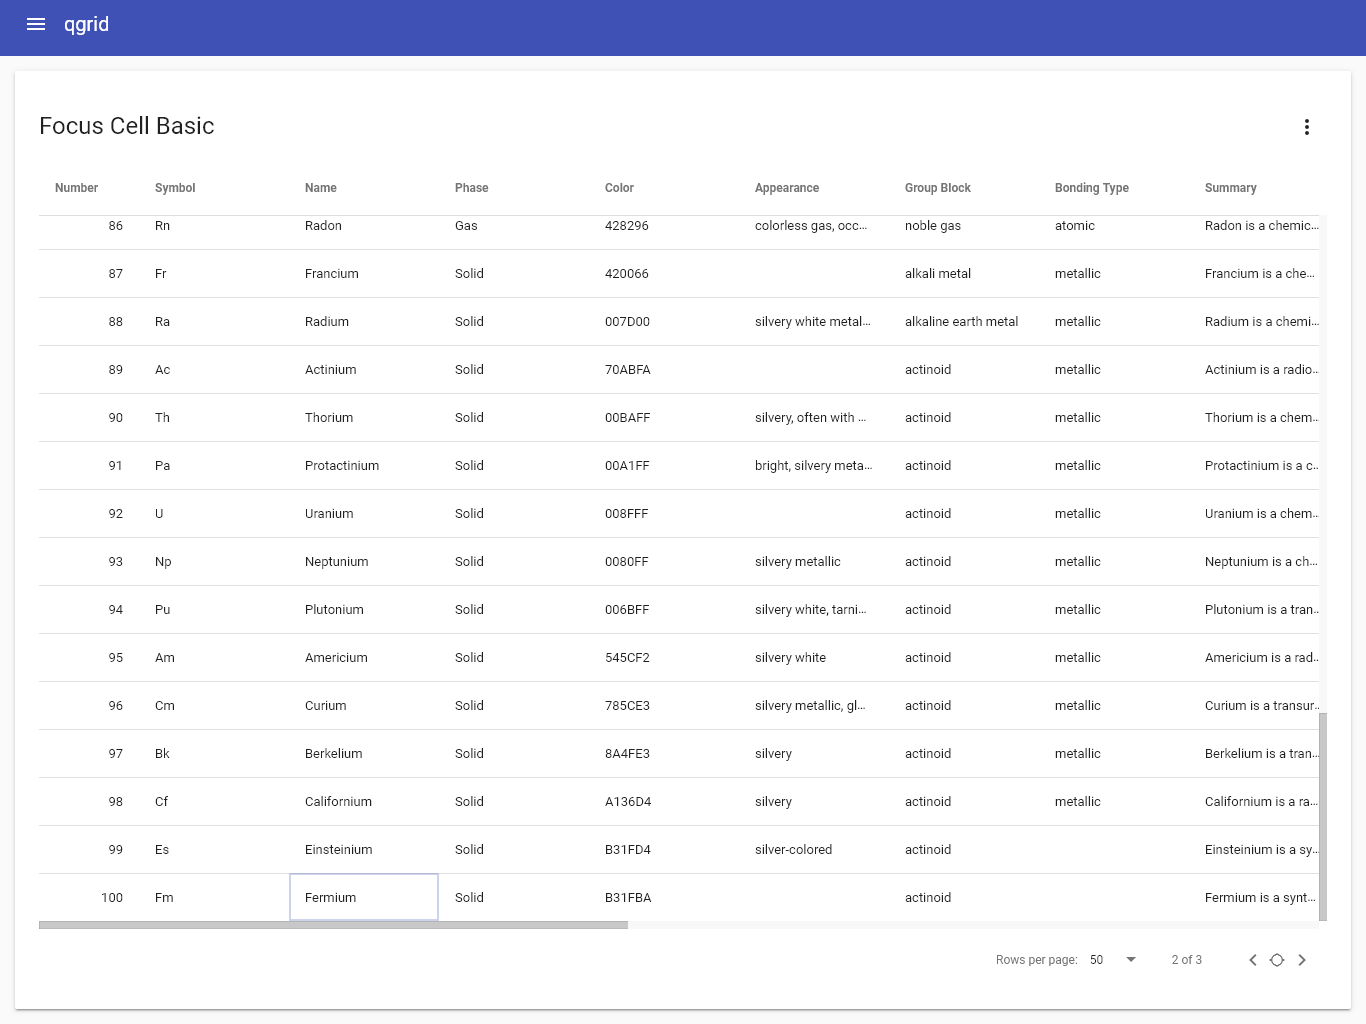 qgrid
Focus Cell Basic
Number Symbol Name Phase Color Appearance Group Block Bonding Type Summary
86 Rn Radon Gas 428296 colorless gas, occ... noble gas atomic Radon is a chemic...
87 Fr Francium Solid 420066 alkali metal metallic Francium is a che...
88 Ra Radium Solid 007D00 silvery white metal... alkaline earth metal metallic Radium is a chemi...
89 Ac Actinium Solid 70ABFA actinoid metallic Actinium is a radio...
90 Th Thorium Solid 00BAFF silvery, often with ... actinoid metallic Thorium is a chem...
91 Pa Protactinium Solid 00A1FF bright, silvery meta... actinoid metallic Protactinium is a c...
92 U Uranium Solid 008FFF actinoid metallic Uranium is a chem...
93 Np Neptunium Solid 0080FF silvery metallic actinoid metallic Neptunium is a ch...
94 Pu Plutonium Solid 006BFF silvery white, tarni... actinoid metallic Plutonium is a tran...
95 Am Americium Solid 545CF2 silvery white actinoid metallic Americium is a rad...
96 Cm Curium Solid 785CE3 silvery metallic, gl... actinoid metallic Curium is a transur...
97 Bk Berkelium Solid 8A4FE3 silvery actinoid metallic Berkelium is a tran...
98 Cf Californium Solid A136D4 silvery actinoid metallic Californium is a ra...
99 Es Einsteinium Solid B31FD4 silver-colored actinoid Einsteinium is a sy...
100 Fm Fermium Solid B31FBA actinoid Fermium is a synt...
Rows per page: 50 2 of 3